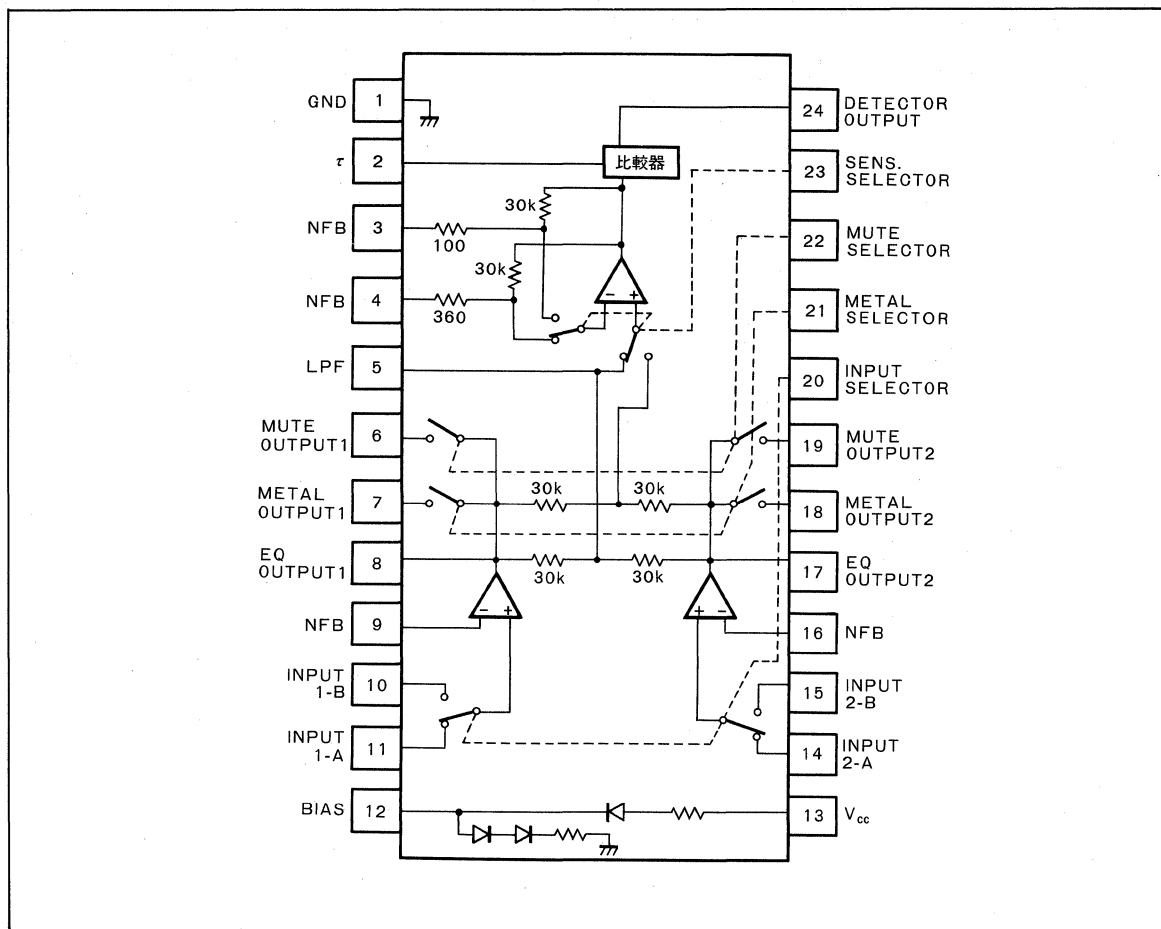 GND
1
τ
2
NFB
3
NFB
4
LPF
5
MUTE
OUTPUT1
6
METAL
OUTPUT1
7
EQ
OUTPUT1
8
NFB
9
INPUT
1-B
10
INPUT
1-A
11
BIAS
12
比較器
30k
100
30k
360
- +
30k
30k
30k
30k
- +
+ -
24
DETECTOR
OUTPUT
23
SENS.
SELECTOR
22
MUTE
SELECTOR
21
METAL
SELECTOR
20
INPUT
SELECTOR
19
MUTE
OUTPUT2
18
METAL
OUTPUT2
17
EQ
OUTPUT2
16
NFB
15
INPUT
2-B
14
INPUT
2-A
13
Vcc